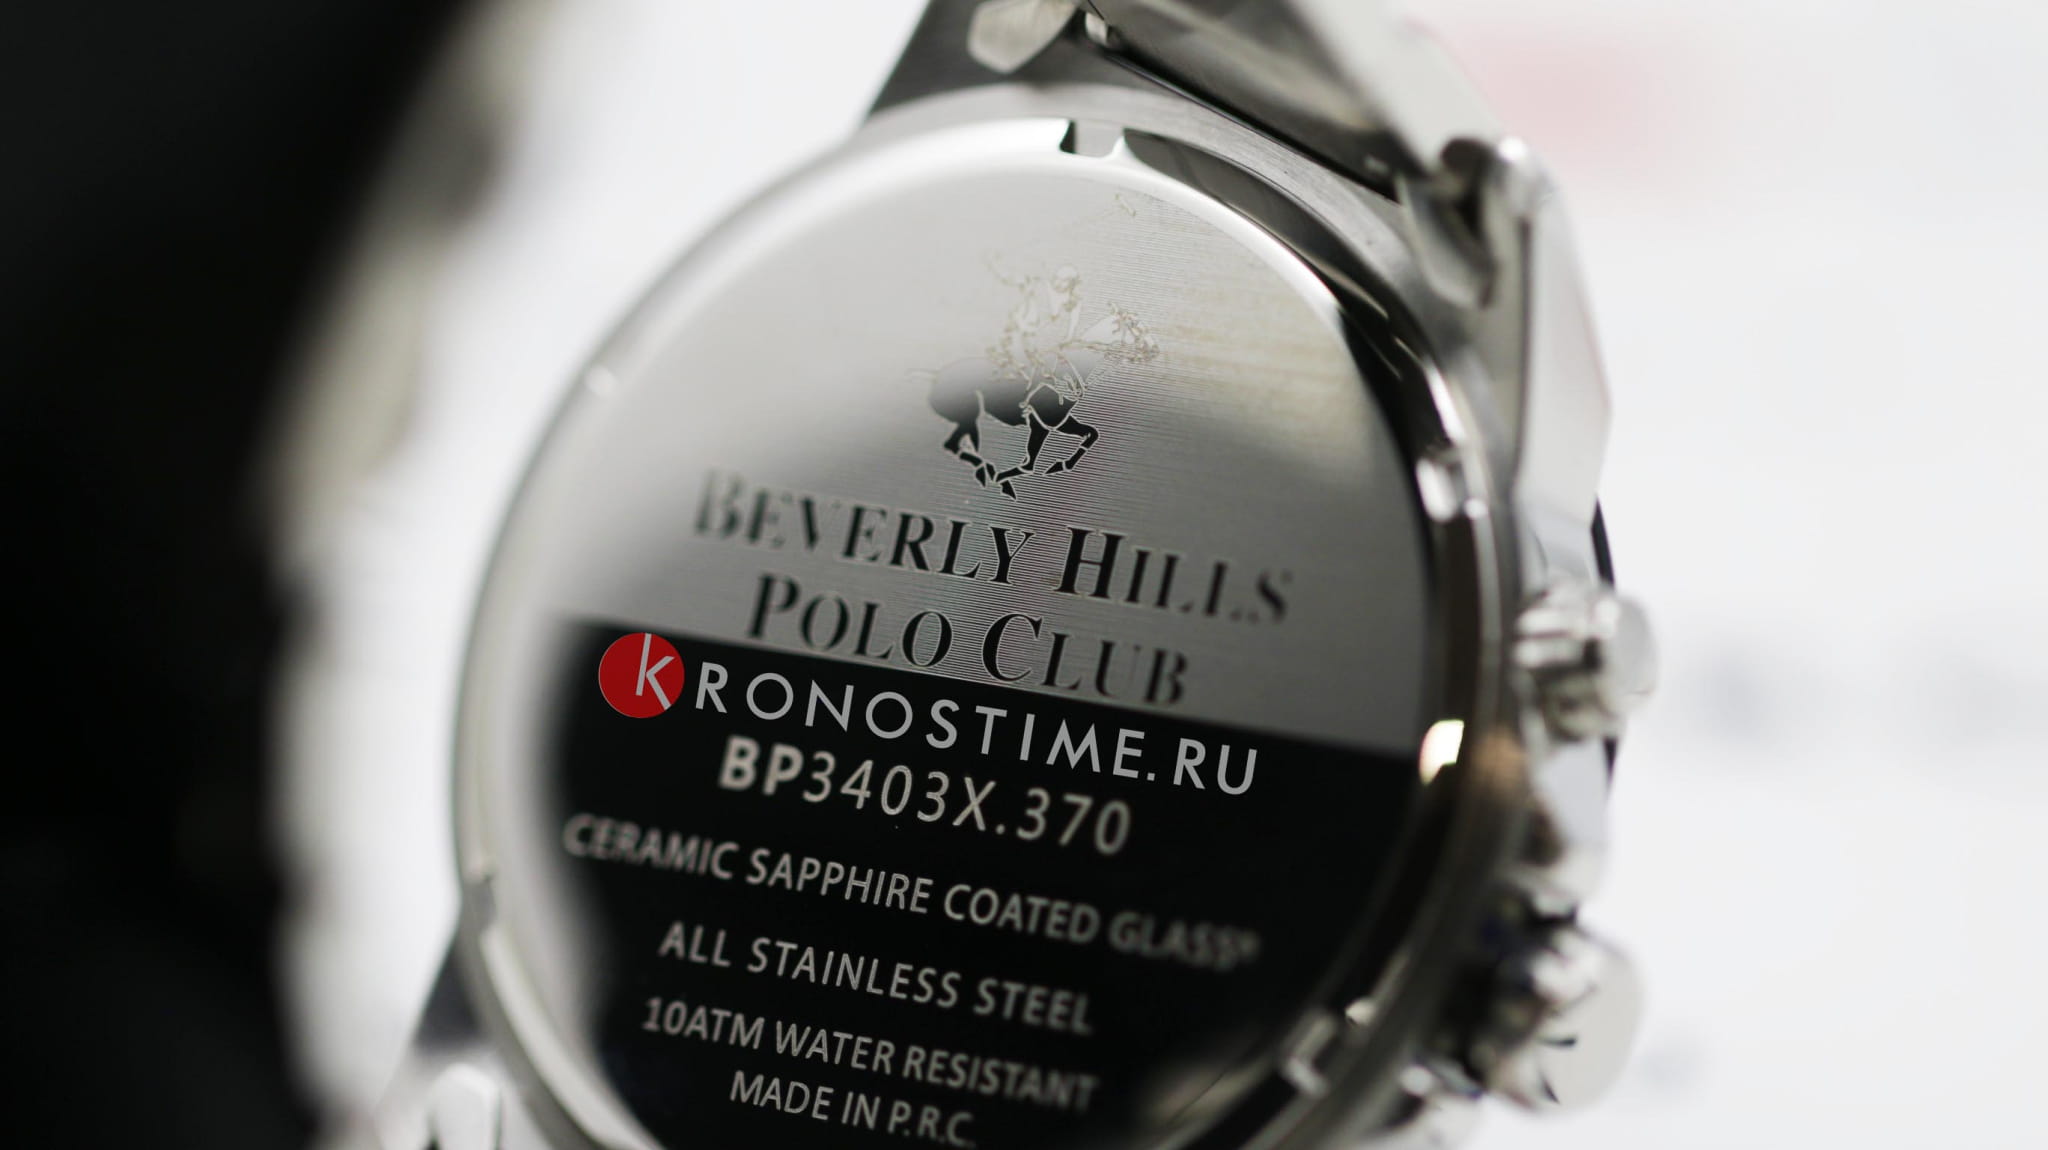 BEVERLY HILLS
POLO CLUB
KRONOSTIME.RU
BP3403X.370
CERAMIC SAPPHIRE COATED GLASS®
ALL STAINLESS STEEL
10ATM WATER RESISTANT
MADE IN P.R.C.